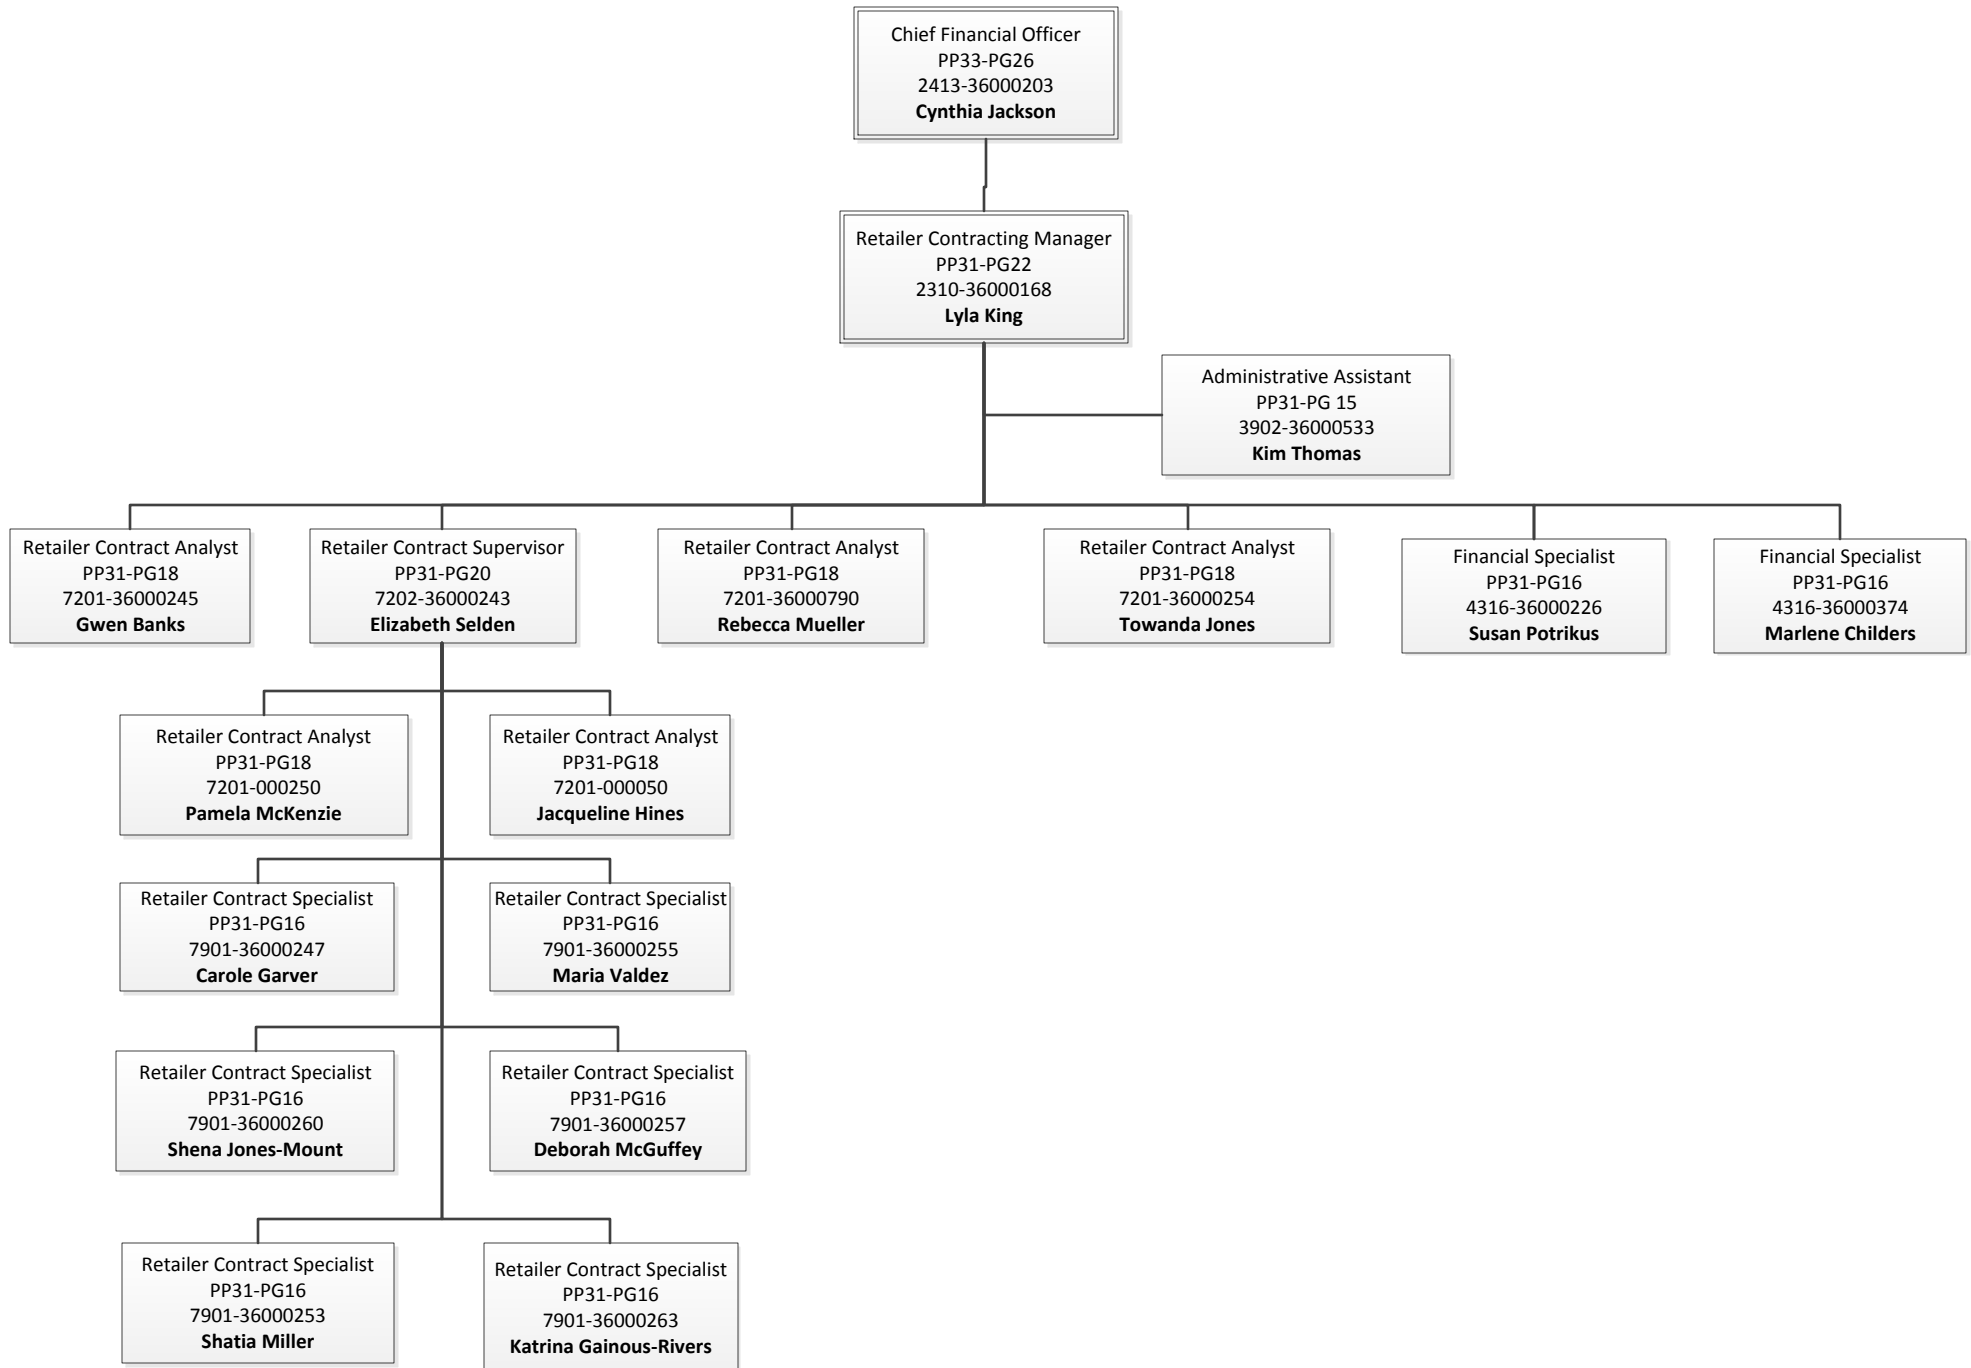 Chief Financial Officer
PP33-PG26
2413-36000203
Cynthia Jackson
Retailer Contracting Manager
PP31-PG22
2310-36000168
Lyla King
Administrative Assistant
PP31-PG 15
3902-36000533
Kim Thomas
Retailer Contract Analyst
PP31-PG18
7201-36000245
Gwen Banks
Retailer Contract Supervisor
PP31-PG20
7202-36000243
Elizabeth Selden
Retailer Contract Analyst
PP31-PG18
7201-36000790
Rebecca Mueller
Retailer Contract Analyst
PP31-PG18
7201-36000254
Towanda Jones
Financial Specialist
PP31-PG16
4316-36000226
Susan Potrikus
Financial Specialist
PP31-PG16
4316-36000374
Marlene Childers
Retailer Contract Analyst
PP31-PG18
7201-000250
Pamela McKenzie
Retailer Contract Analyst
PP31-PG18
7201-000050
Jacqueline Hines
Retailer Contract Specialist
PP31-PG16
7901-36000247
Carole Garver
Retailer Contract Specialist
PP31-PG16
7901-36000255
Maria Valdez
Retailer Contract Specialist
PP31-PG16
7901-36000260
Shena Jones-Mount
Retailer Contract Specialist
PP31-PG16
7901-36000257
Deborah McGuffey
Retailer Contract Specialist
PP31-PG16
7901-36000253
Shatia Miller
Retailer Contract Specialist
PP31-PG16
7901-36000263
Katrina Gainous-Rivers